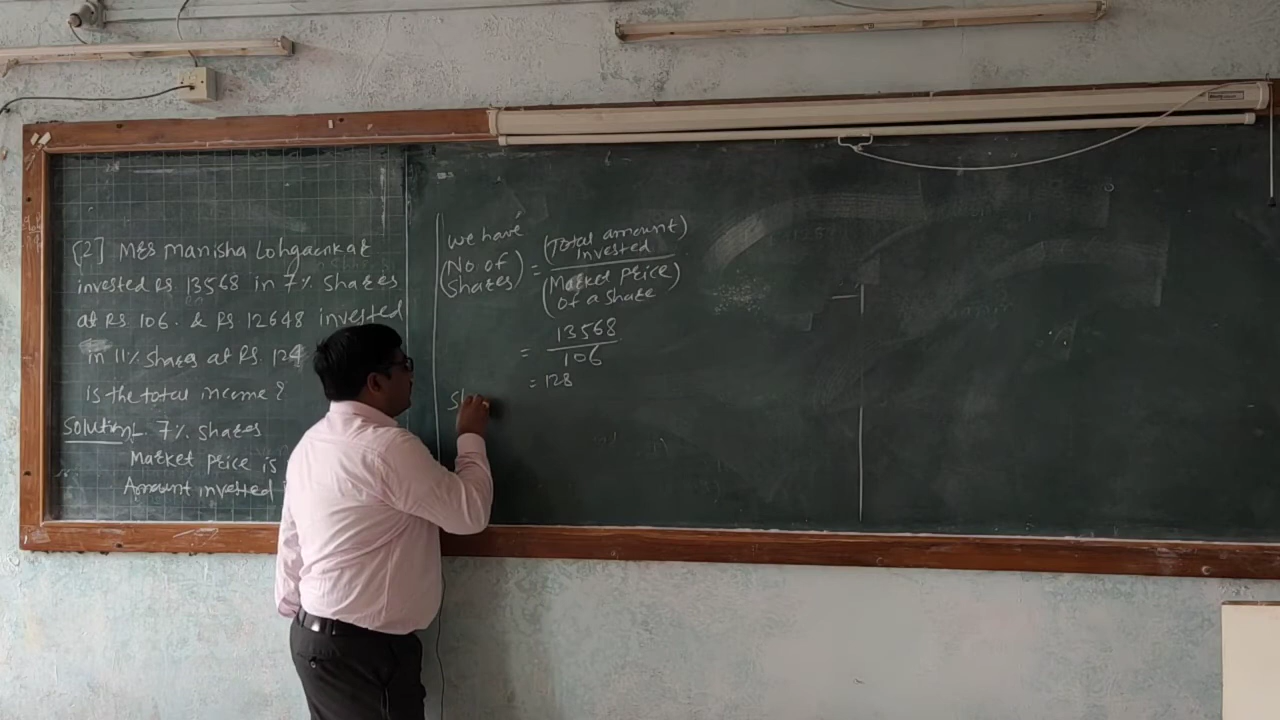 [2] Mrs Manisha Lohgaonkar
invested Rs 13568 in 7% shares
at Rs 106. & Rs 12648 invested
in 11% shares at Rs. 124
is the total income?
Solution:- 7% shares
Market price is
Amount invested
We have
(No of shares) = (Total amount invested)
(Market price of a share)
= 13568
106
= 128